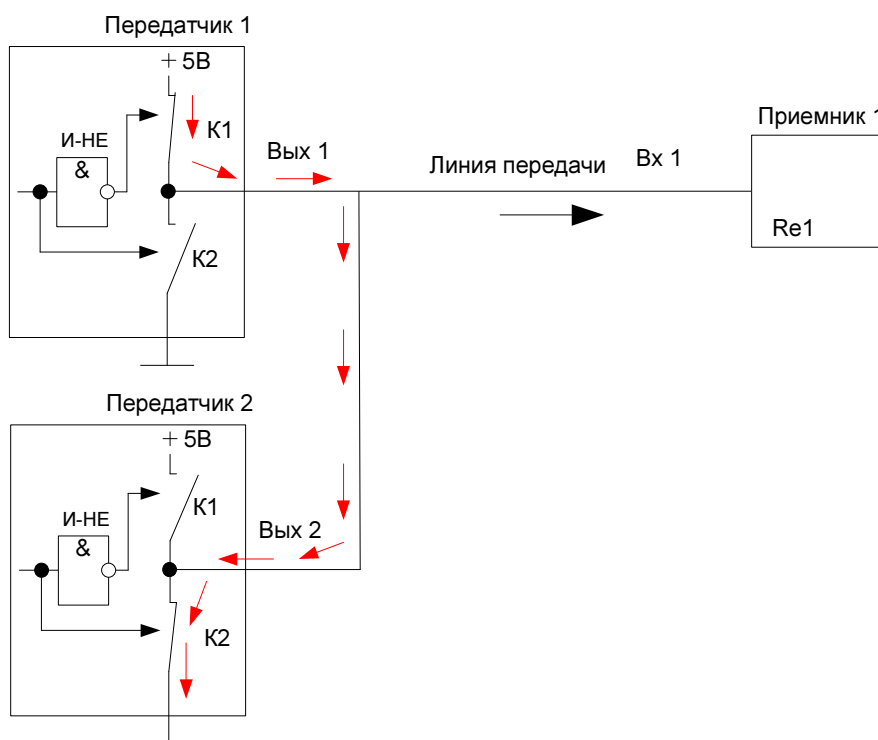 Передатчик 1
+ 5В
К1
И-НЕ
&
К2
Вых 1
Линия передачи
Вх 1
Приемник 1
Re1
Передатчик 2
+ 5В
К1
И-НЕ
&
К2
Вых 2